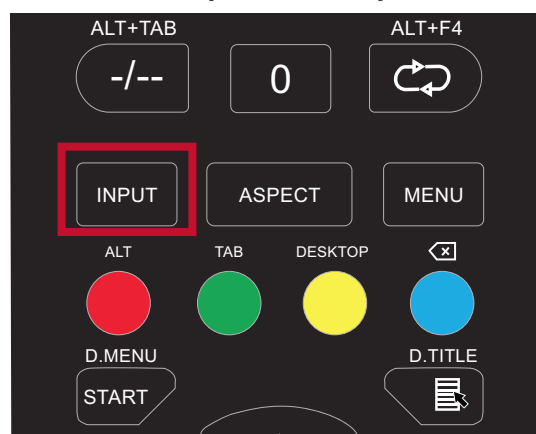 ALT+TAB ALT+F4
-/-- 0
INPUT ASPECT MENU
ALT TAB DESKTOP
D.MENU D.TITLE
START